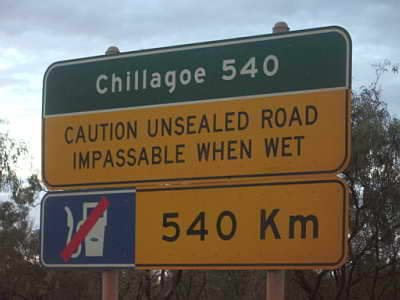 Chillagoe 540
CAUTION UNSEALED ROAD
IMPASSABLE WHEN WET
540 Km